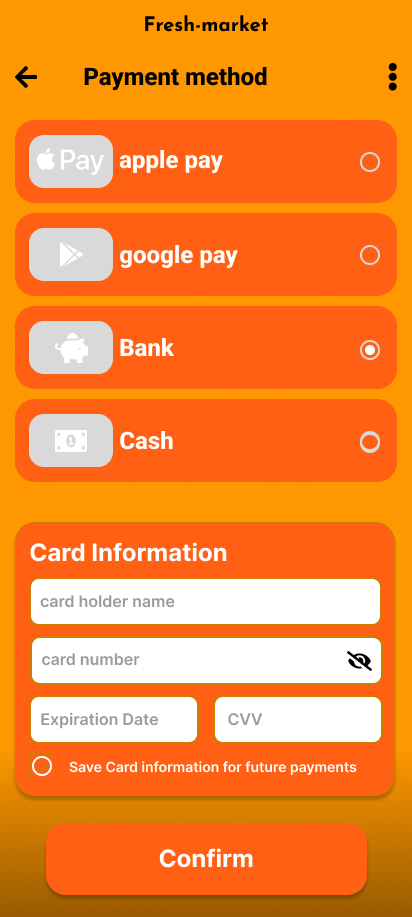 Fresh-market
Payment method
Pay apple pay
google pay
Bank
1 Cash
Card Information
card holder name
card number
Expiration Date CVV
Save Card information for future payments
Confirm